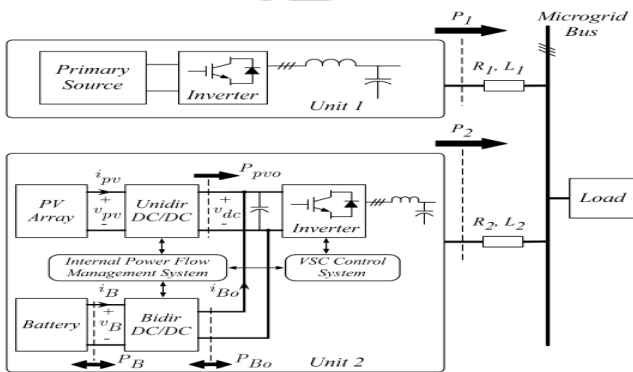 P1
Microgrid
Bus
Primary
Source
Inverter
Unit 1
R1, L1
P2
ipv
Ppvo
PV
Array
+
vpv
-
Unidir
DC/DC
+
vdc
-
Inverter
Load
R2, L2
Internal Power Flow
Management System
VSC Control
System
iB
iBo
Battery
+
vB
-
Bidir
DC/DC
PB
PBo
Unit 2